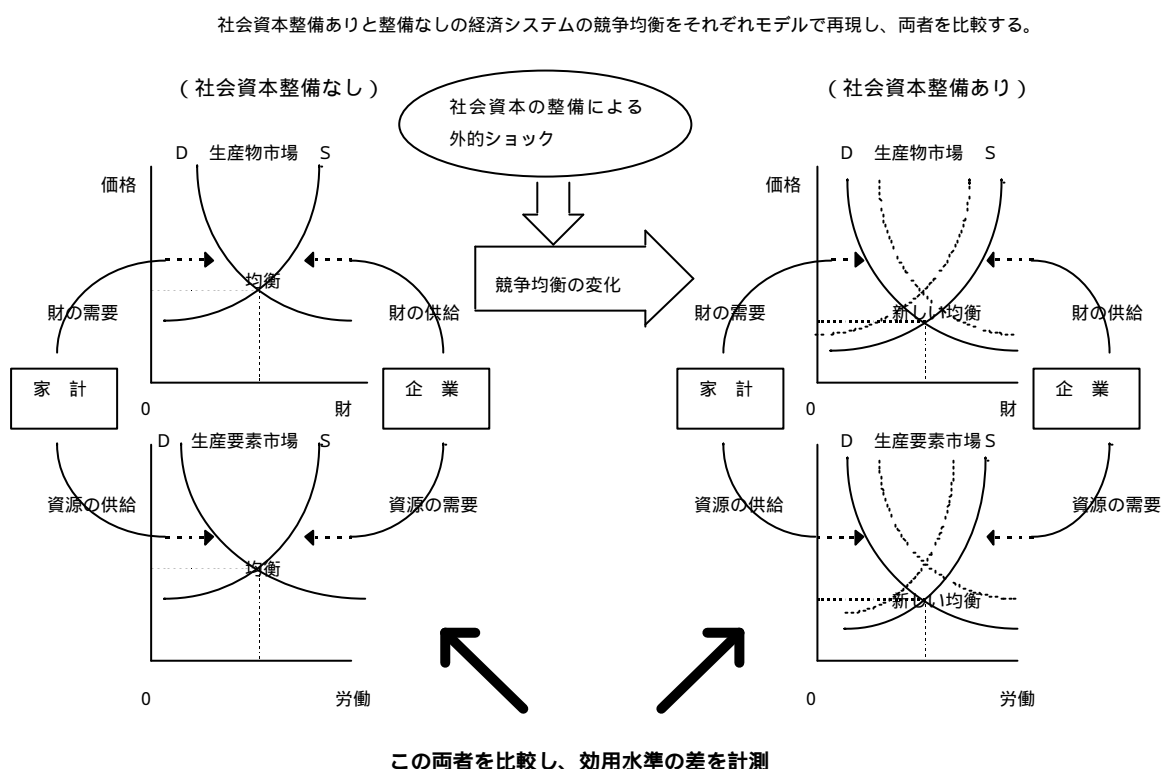 社会資本整備ありと整備なしの経済システムの競争均衡をそれぞれモデルで再現し、両者を比較する。
（社会資本整備なし）
社会資本の整備による
外的ショック
（社会資本整備あり）
D 生産物市場 S
価格
均衡
財の需要
財の供給
家　計
企　業
0
財
競争均衡の変化
D 生産物市場 S
価格
新しい均衡
財の需要
財の供給
家　計
企　業
0
財
D 生産要素市場 S
資源の供給
資源の需要
均衡
0
労働
D 生産要素市場 S
資源の供給
資源の需要
新しい均衡
0
労働
この両者を比較し、効用水準の差を計測